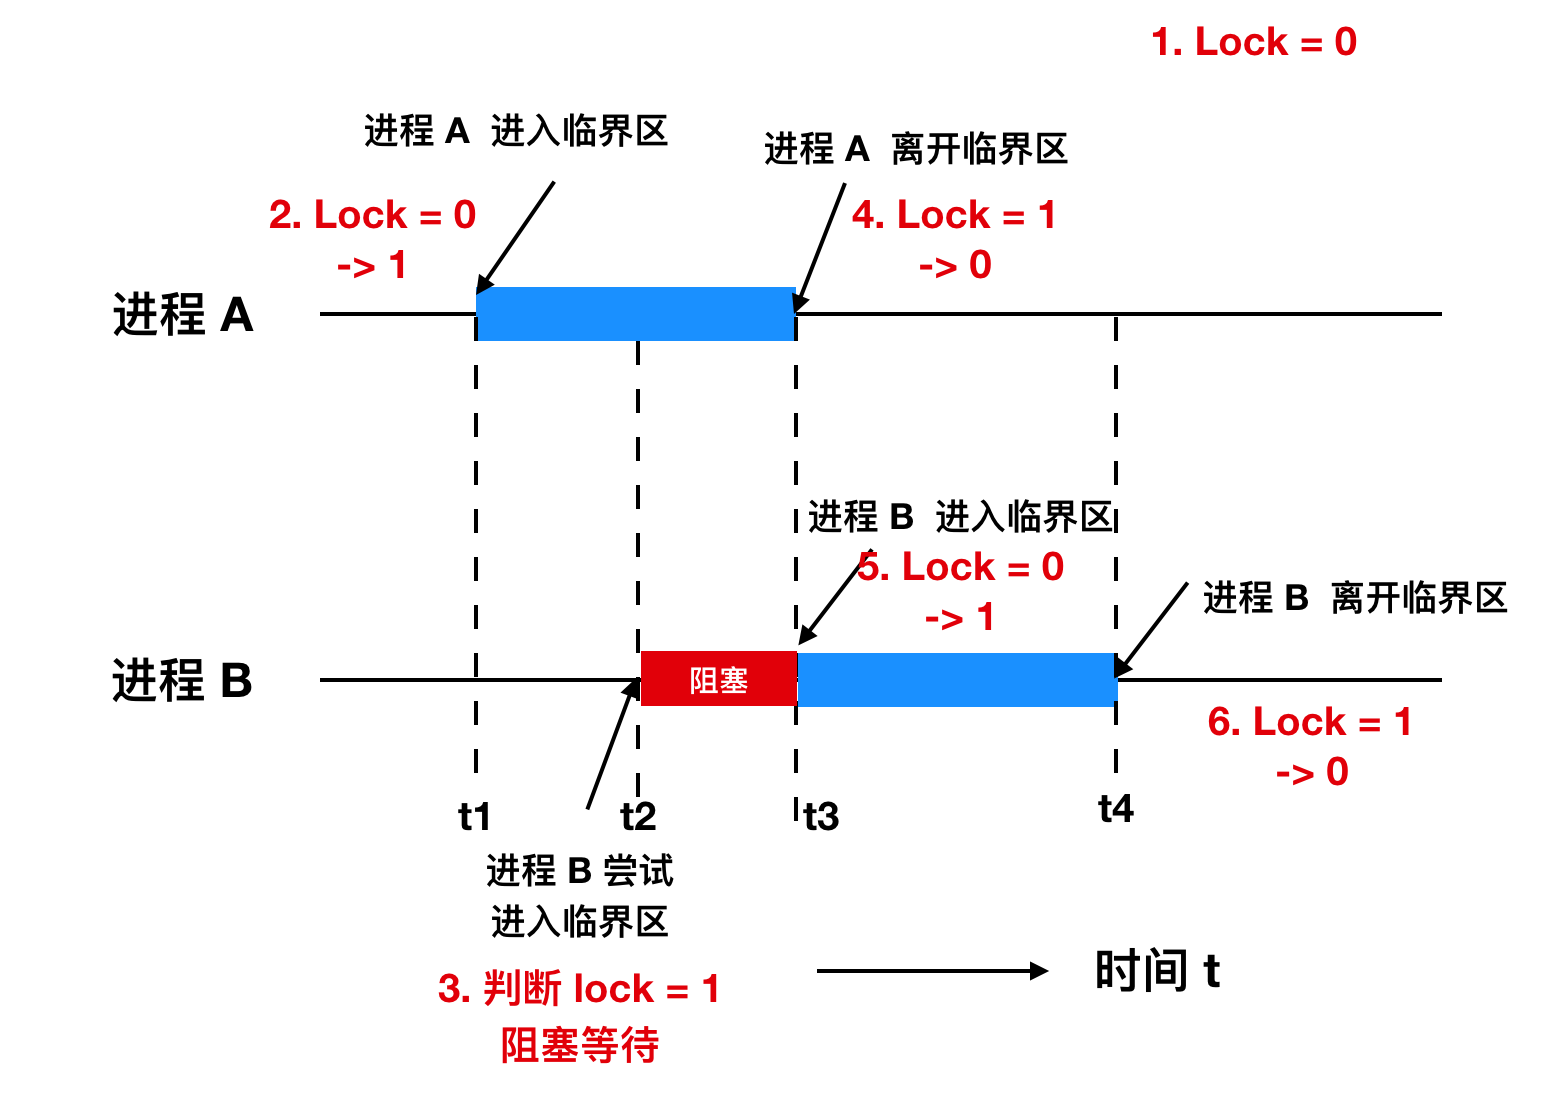 1. Lock = 0
进程 A 进入临界区
进程 A 离开临界区
2. Lock = 0
-> 1
4. Lock = 1
-> 0
进程 A
进程 B 进入临界区
5. Lock = 0
-> 1
进程 B 离开临界区
进程 B
阻塞
6. Lock = 1
-> 0
t1
t2
t3
t4
进程 B 尝试
进入临界区
3. 判断 lock = 1
阻塞等待
时间 t